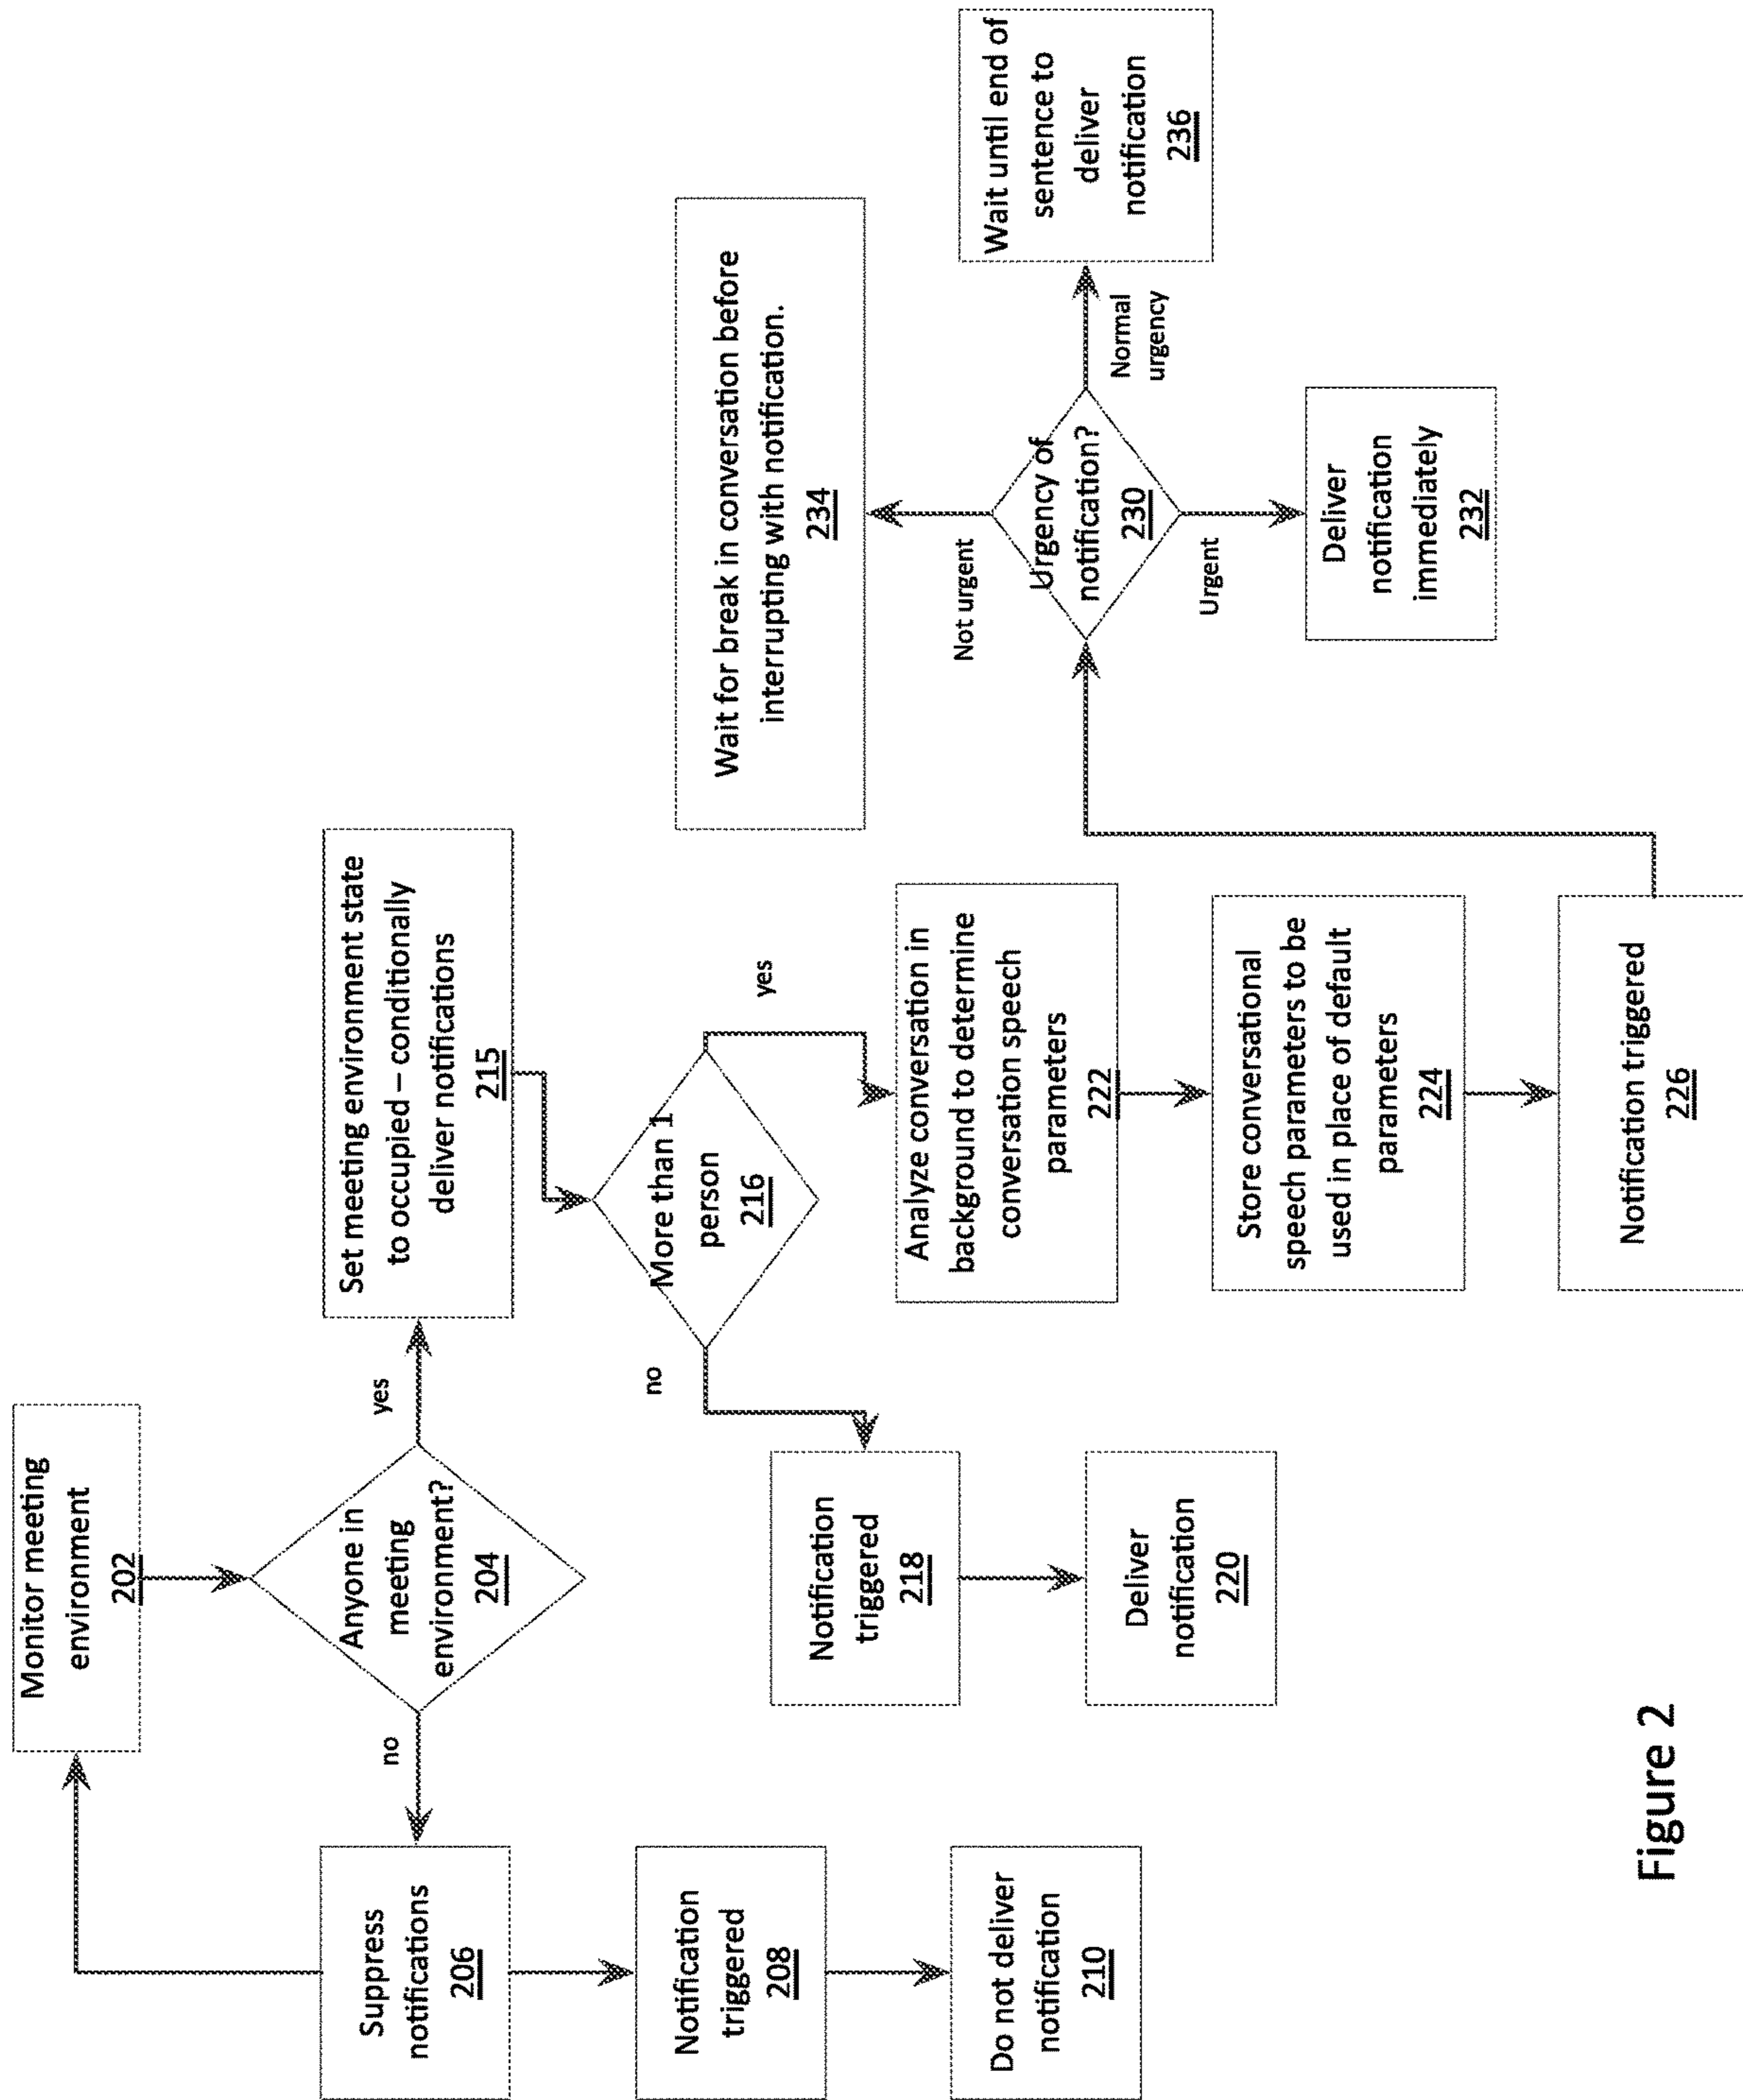 Monitor meeting
environment
202
Anyone in
meeting
environment?
204
no
yes
Suppress
notifications
206
Notification
triggered
208
Do not deliver
notification
210
Set meeting environment state
to occupied – conditionally
deliver notifications
215
More than 1
person
216
no
yes
Notification
triggered
218
Deliver
notification
220
Analyze conversation in
background to determine
conversation speech
parameters
222
Store conversational
speech parameters to be
used in place of default
parameters
224
Notification triggered
226
Wait for break in conversation before
interrupting with notification.
234
Not urgent
Urgency of
notification?
230
Normal
urgency
Urgent
Wait until end of
sentence to
deliver
notification
236
Deliver
notification
immediately
232
Figure 2